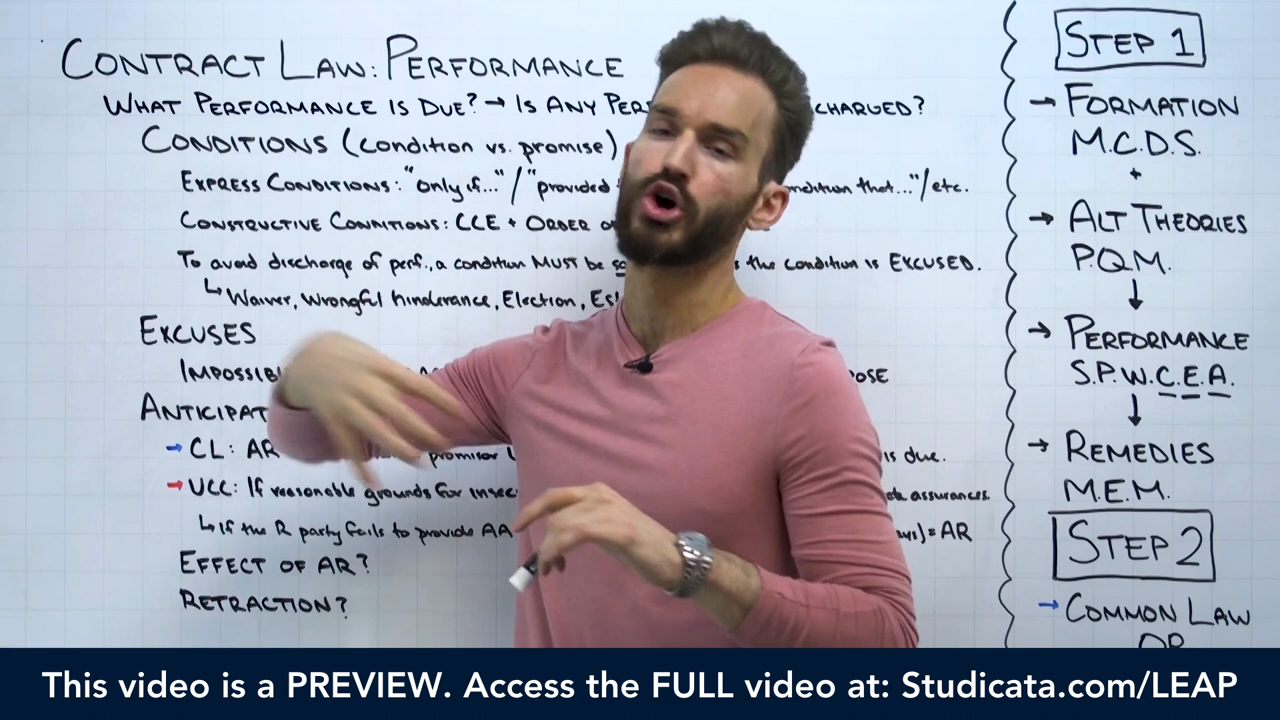 CONTRACT LAW: PERFORMANCE
WHAT PERFORMANCE IS DUE? → IS ANY CHARGED?
CONDITIONS (condition vs. promise)
EXPRESS CONDITIONS: "only if..."/"provided that..."/etc.
CONSTRUCTIVE CONDITIONS: CCE + ORDER
To avoid discharge of perf., a condition MUST be the condition is EXCUSED.
↳ Waiver, Wrongful hinderance, Election,
EXCUSES
ANTICIPAT
→ CL: AR promisor is due.
→ UCC: If reasonable grounds for assurances.
↳ If the R party fails to provide AA = AR
EFFECT OF AR?
RETRACTION?
STEP 1
→ FORMATION
M.C.D.S.
+
→ ALT THEORIES
P.Q.M.
↓
→ PERFORMANCE
S.P.W.C.E.A.
↓
→ REMEDIES
M.E.M.
STEP 2
→ COMMON LAW
OR
This video is a PREVIEW. Access the FULL video at: Studicata.com/LEAP